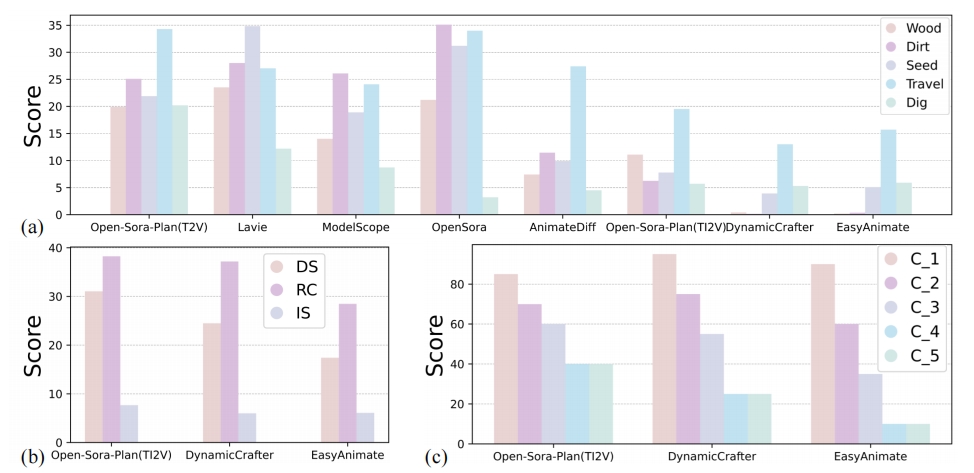 35
30
25
20
15
10
5
0
Score
Wood
Dirt
Seed
Travel
Dig
Open-Sora-Plan(T2V) Lavie ModelScope OpenSora AnimateDiff Open-Sora-Plan(TI2V) DynamicCrafter EasyAnimate
(a)
40
30
20
10
0
Score
DS
RC
IS
Open-Sora-Plan(TI2V) DynamicCrafter EasyAnimate
(b)
80
60
40
20
0
Score
C_1
C_2
C_3
C_4
C_5
Open-Sora-Plan(TI2V) DynamicCrafter EasyAnimate
(c)